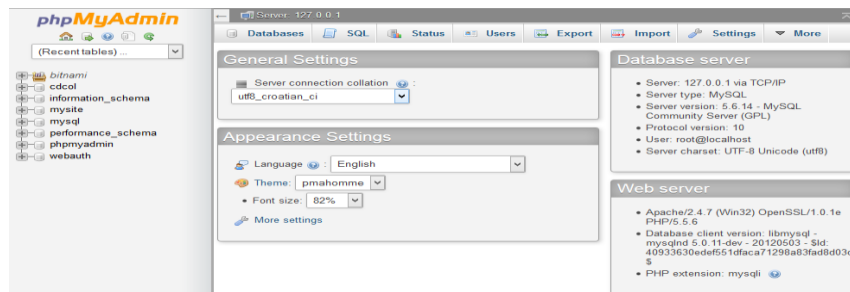 phpMyAdmin
(Recent tables) ...
bitnami
cdcol
information_schema
mysite
mysql
performance_schema
phpmyadmin
webauth
Server: 127.0.0.1
Databases SQL Status Users Export Import Settings More
General Settings
Server connection collation :
utf8_croatian_ci
Appearance Settings
Language : English
Theme: pmahomme
Font size: 82%
More settings
Database server
Server: 127.0.0.1 via TCP/IP
Server type: MySQL
Server version: 5.6.14 - MySQL
Community Server (GPL)
Protocol version: 10
User: root@localhost
Server charset: UTF-8 Unicode (utf8)
Web server
Apache/2.4.7 (Win32) OpenSSL/1.0.1e
PHP/5.5.6
Database client version: libmysql -
mysqlnd 5.0.11-dev - 20120503 - $Id:
40933630edef551dfaca71298a83fad8d03d
$
PHP extension: mysqli